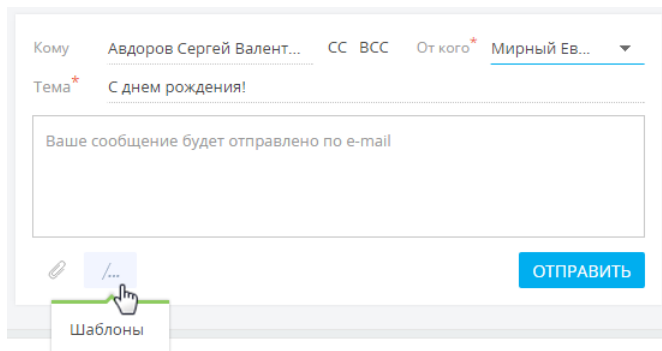 Кому Авдоров Сергей Валент... CC BCC От кого* Мирный Ев...
Тема* С днем рождения!
Ваше сообщение будет отправлено по e-mail
/... ОТПРАВИТЬ
Шаблоны